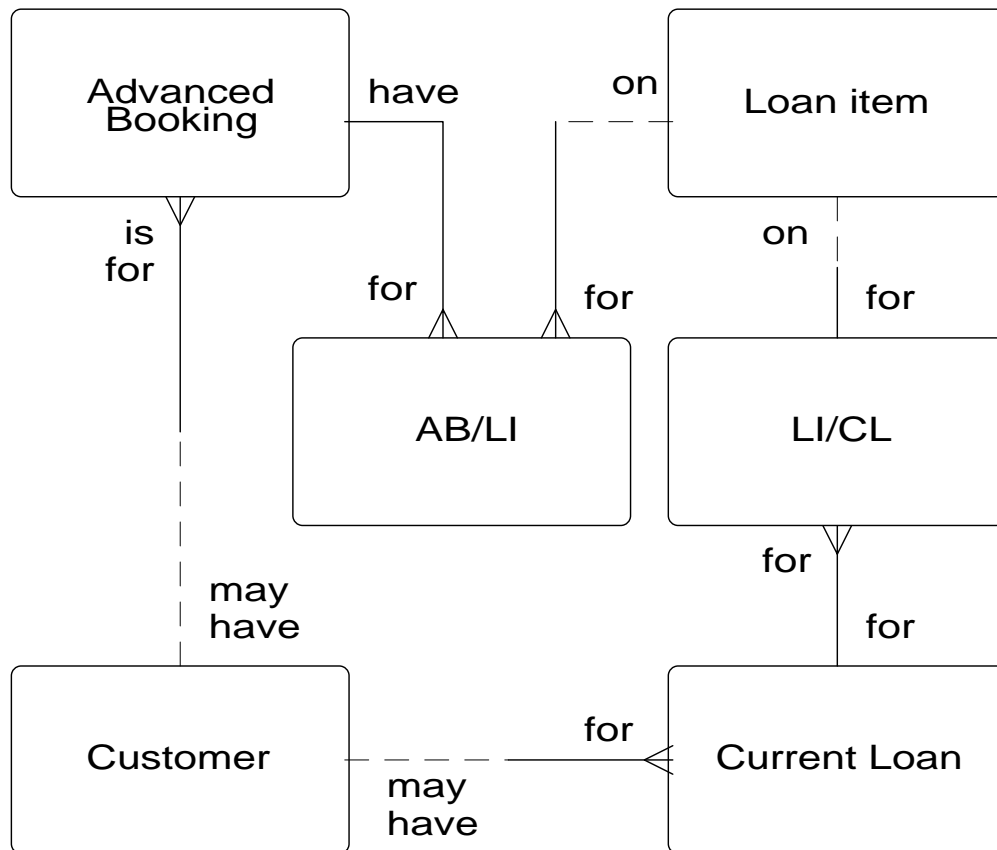 Advanced
Booking
have
on
Loan item
is
for
on
for
for
for
AB/LI
LI/CL
for
may
have
for
Customer
for
Current Loan
may
have